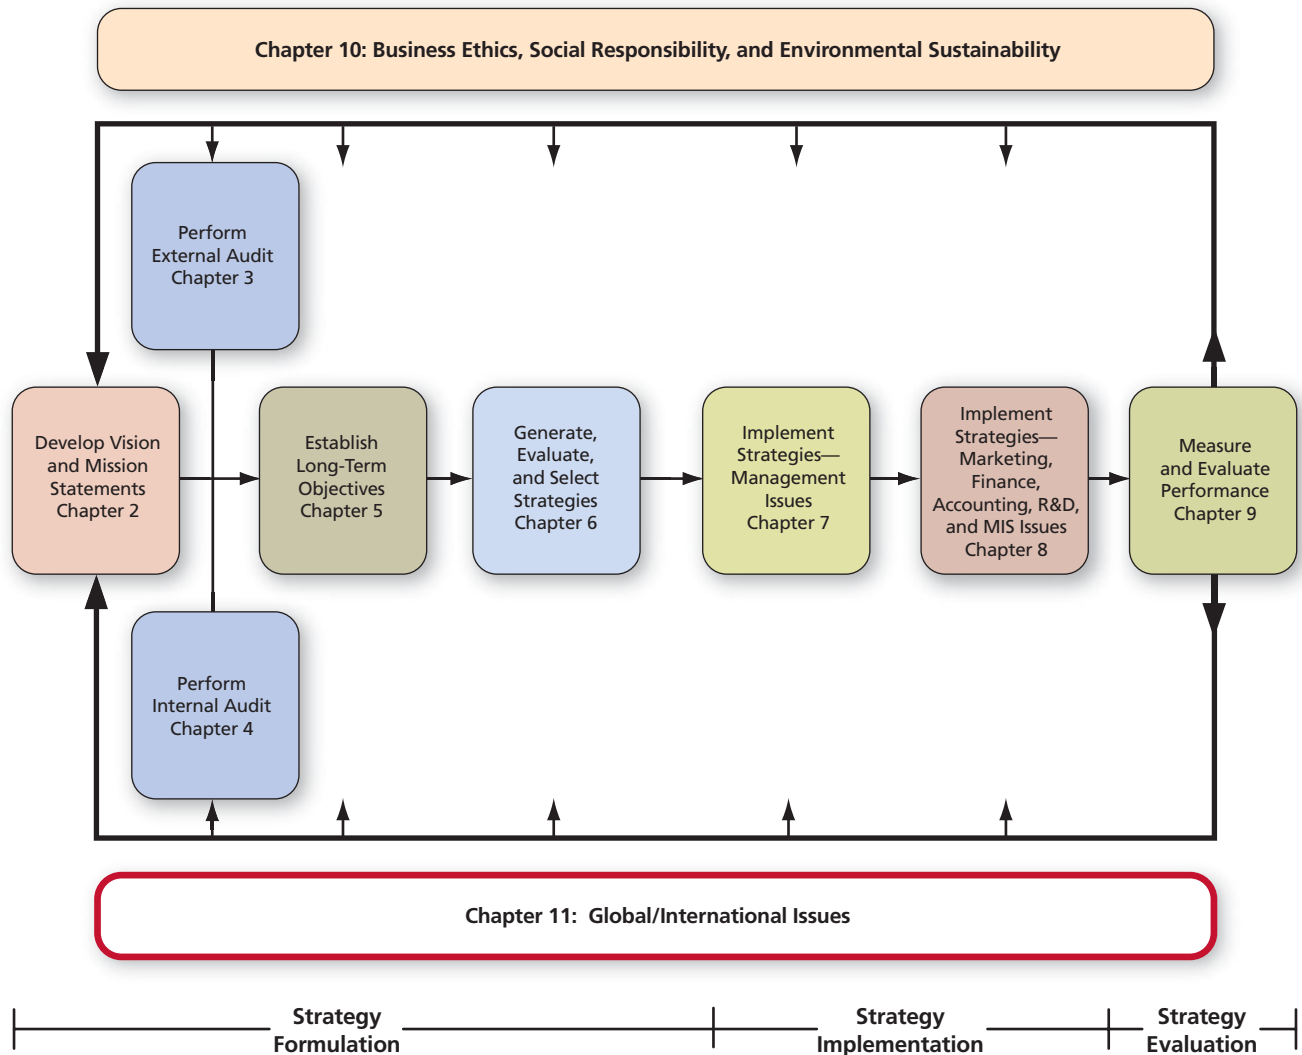 Chapter 10: Business Ethics, Social Responsibility, and Environmental Sustainability
Perform
External Audit
Chapter 3
Develop Vision
and Mission
Statements
Chapter 2
Establish
Long-Term
Objectives
Chapter 5
Generate,
Evaluate,
and Select
Strategies
Chapter 6
Implement
Strategies—
Management
Issues
Chapter 7
Implement
Strategies—
Marketing,
Finance,
Accounting, R&D,
and MIS Issues
Chapter 8
Measure
and Evaluate
Performance
Chapter 9
Perform
Internal Audit
Chapter 4
Chapter 11: Global/International Issues
Strategy
Formulation
Strategy
Implementation
Strategy
Evaluation